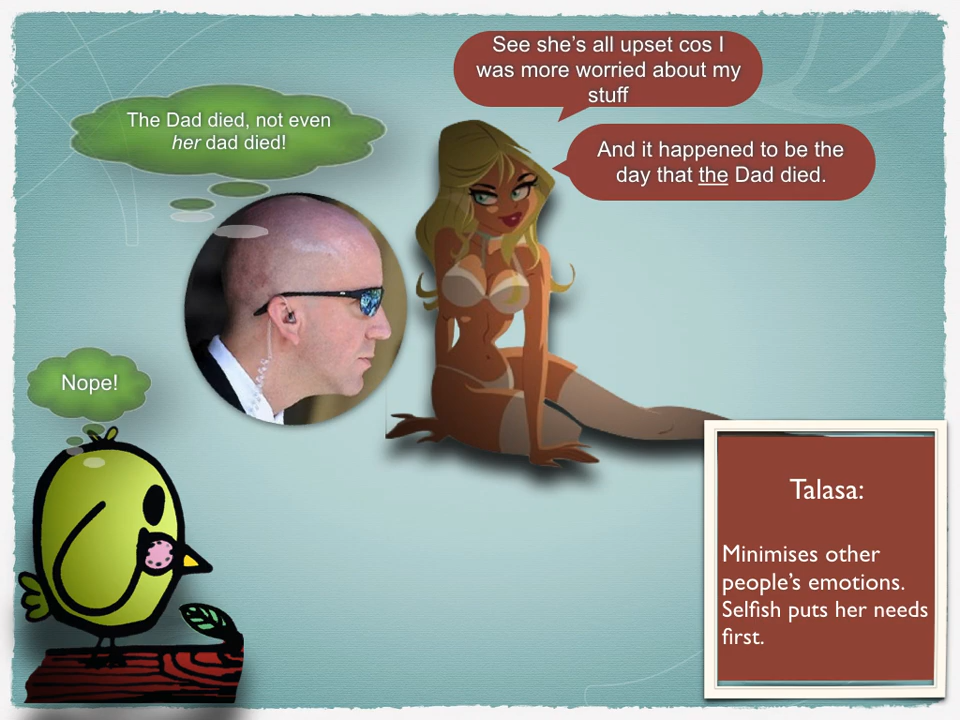 See she's all upset cos I
was more worried about my
stuff
The Dad died, not even
her dad died!
And it happened to be the
day that the Dad died.
Nope!
Talasa:
Minimises other
people's emotions.
Selfish puts her needs
first.